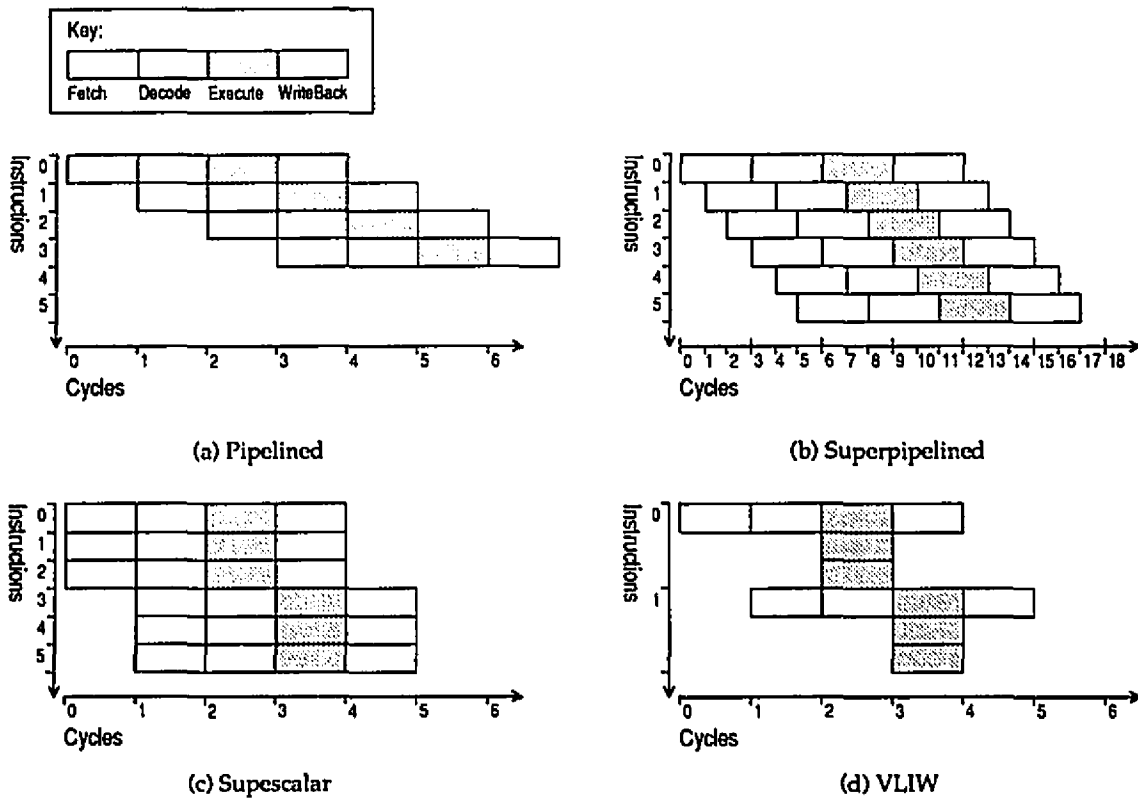 Key:
Fetch Decode Execute WriteBack
Instructions
0
1
2
3
4
5
0 1 2 3 4 5 6
Cycles
(a) Pipelined
Instructions
0
1
2
3
4
5
0 1 2 3 4 5 6 7 8 9 10 11 12 13 14 15 16 17 18
Cycles
(b) Superpipelined
Instructions
0
1
2
3
4
5
0 1 2 3 4 5 6
Cycles
(c) Supescalar
Instructions
0
1
0 1 2 3 4 5 6
Cycles
(d) VLIW